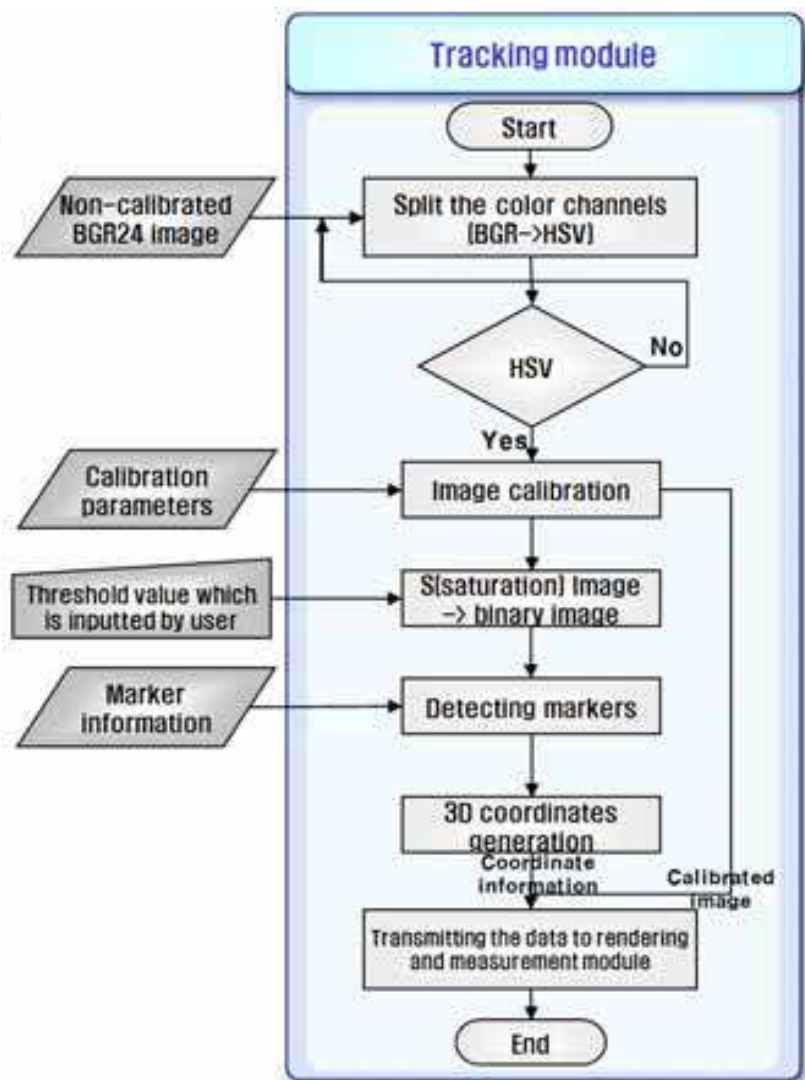 Tracking module
Start
Non-calibrated
BGR24 image
Split the color channels
(BGR->HSV)
HSV
No
Yes
Calibration
parameters
Image calibration
Threshold value which
is inputted by user
S(saturation) Image
-> binary image
Marker
information
Detecting markers
3D coordinates
generation
Coordinate
information
Calibrated
image
Transmitting the data to rendering
and measurement module
End